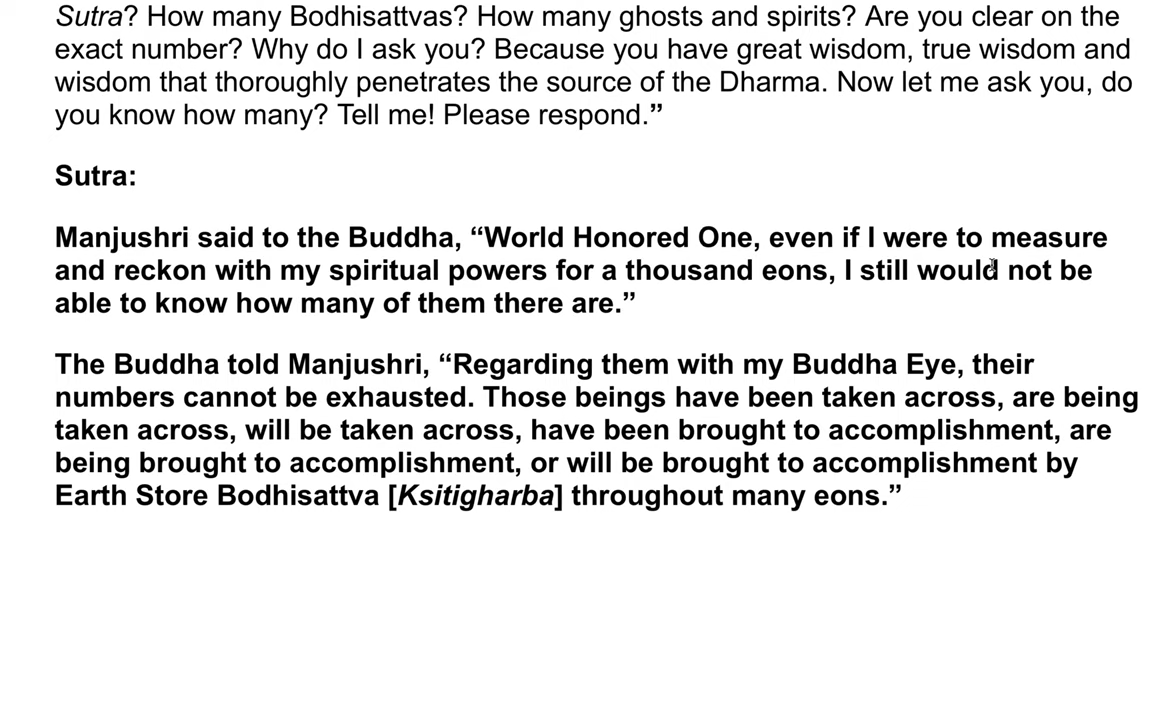 Sutra? How many Bodhisattvas? How many ghosts and spirits? Are you clear on the
exact number? Why do I ask you? Because you have great wisdom, true wisdom and
wisdom that thoroughly penetrates the source of the Dharma. Now let me ask you, do
you know how many? Tell me! Please respond.”
Sutra:
Manjushri said to the Buddha, “World Honored One, even if I were to measure
and reckon with my spiritual powers for a thousand eons, I still would not be
able to know how many of them there are.”
The Buddha told Manjushri, “Regarding them with my Buddha Eye, their
numbers cannot be exhausted. Those beings have been taken across, are being
taken across, will be taken across, have been brought to accomplishment, are
being brought to accomplishment, or will be brought to accomplishment by
Earth Store Bodhisattva [Ksitigharba] throughout many eons.”